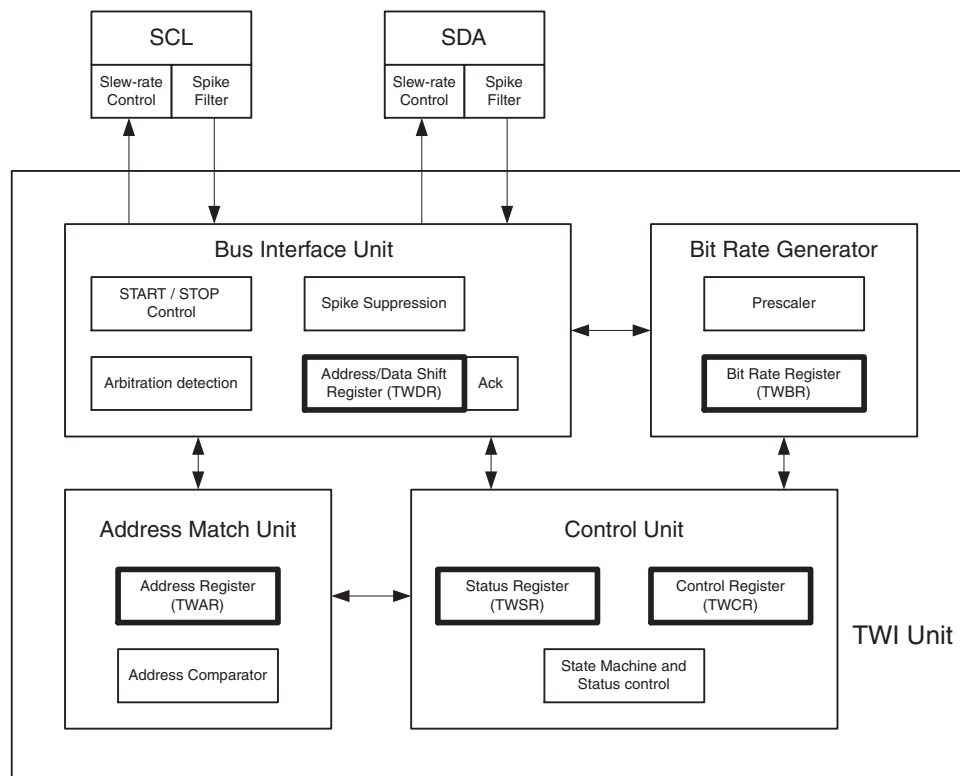 SCL
Slew-rate
Control
Spike
Filter
SDA
Slew-rate
Control
Spike
Filter
Bus Interface Unit
START / STOP
Control
Spike Suppression
Arbitration detection
Address/Data Shift
Register (TWDR)
Ack
Bit Rate Generator
Prescaler
Bit Rate Register
(TWBR)
Address Match Unit
Address Register
(TWAR)
Address Comparator
Control Unit
Status Register
(TWSR)
Control Register
(TWCR)
State Machine and
Status control
TWI Unit